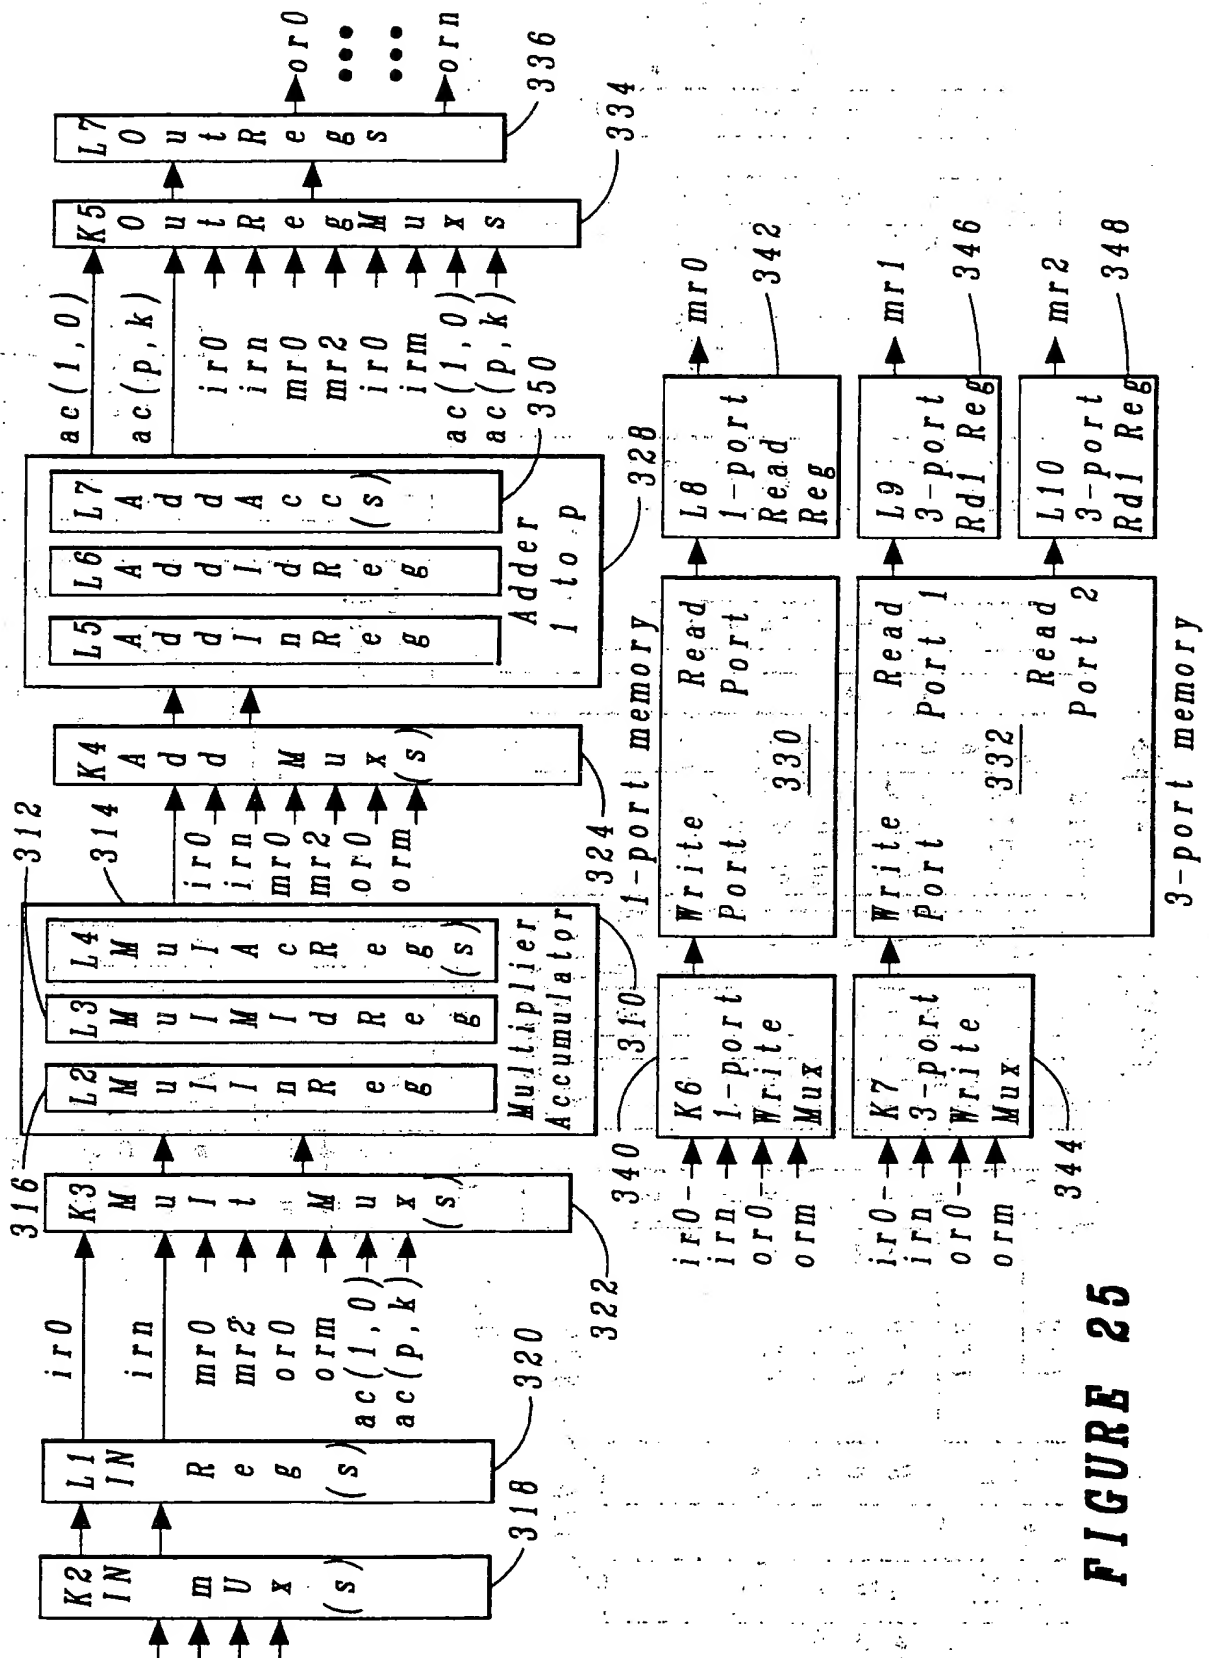 K2
IN
mUx
(s)
318
L1
IN
Reg
(s)
320
ir0
irn
mr0
mr2
or0
orm
ac(1,0)
ac(p,k)
K3
Mult
Mux
(s)
322
316
L2
MulInReg
312
L3
MulMIdReg
L4
MulAcReg
(s)
314
Multiplier
Accumulator
310
ir0
irn
mr0
mr2
or0
orm
K4
Add
Mux
(s)
324
L5
AddInReg
L6
AddIdReg
L7
AddAcc
(s)
350
Adder
1 to p
328
ac(1,0)
ac(p,k)
ir0
irn
mr0
mr2
ir0
irm
ac(1,0)
ac(p,k)
K5
OutRegMuxs
334
L7
OutRegs
336
or0
orn
ir0-
irn
or0-
orm
340
K6
1-port
Write
Mux
Write
Port
Read
Port
330
1-port memory
L8
1-port
Read
Reg
mr0
342
ir0-
irn
or0-
orm
344
K7
3-port
Write
Mux
Write
Port
Read
Port 1
332
Read
Port 2
3-port memory
L9
3-port
Rd1 Reg
mr1
346
L10
3-port
Rd1 Reg
mr2
348
FIGURE 25